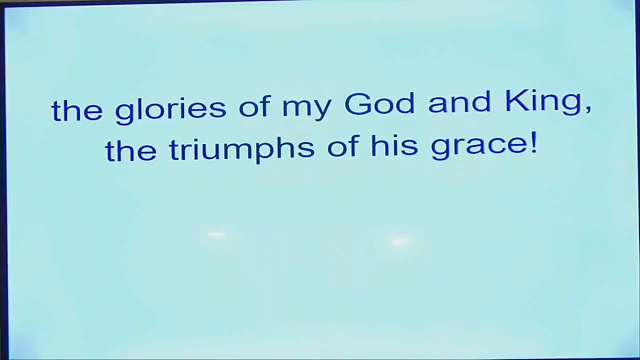 the glories of my God and King,
the triumphs of his grace!